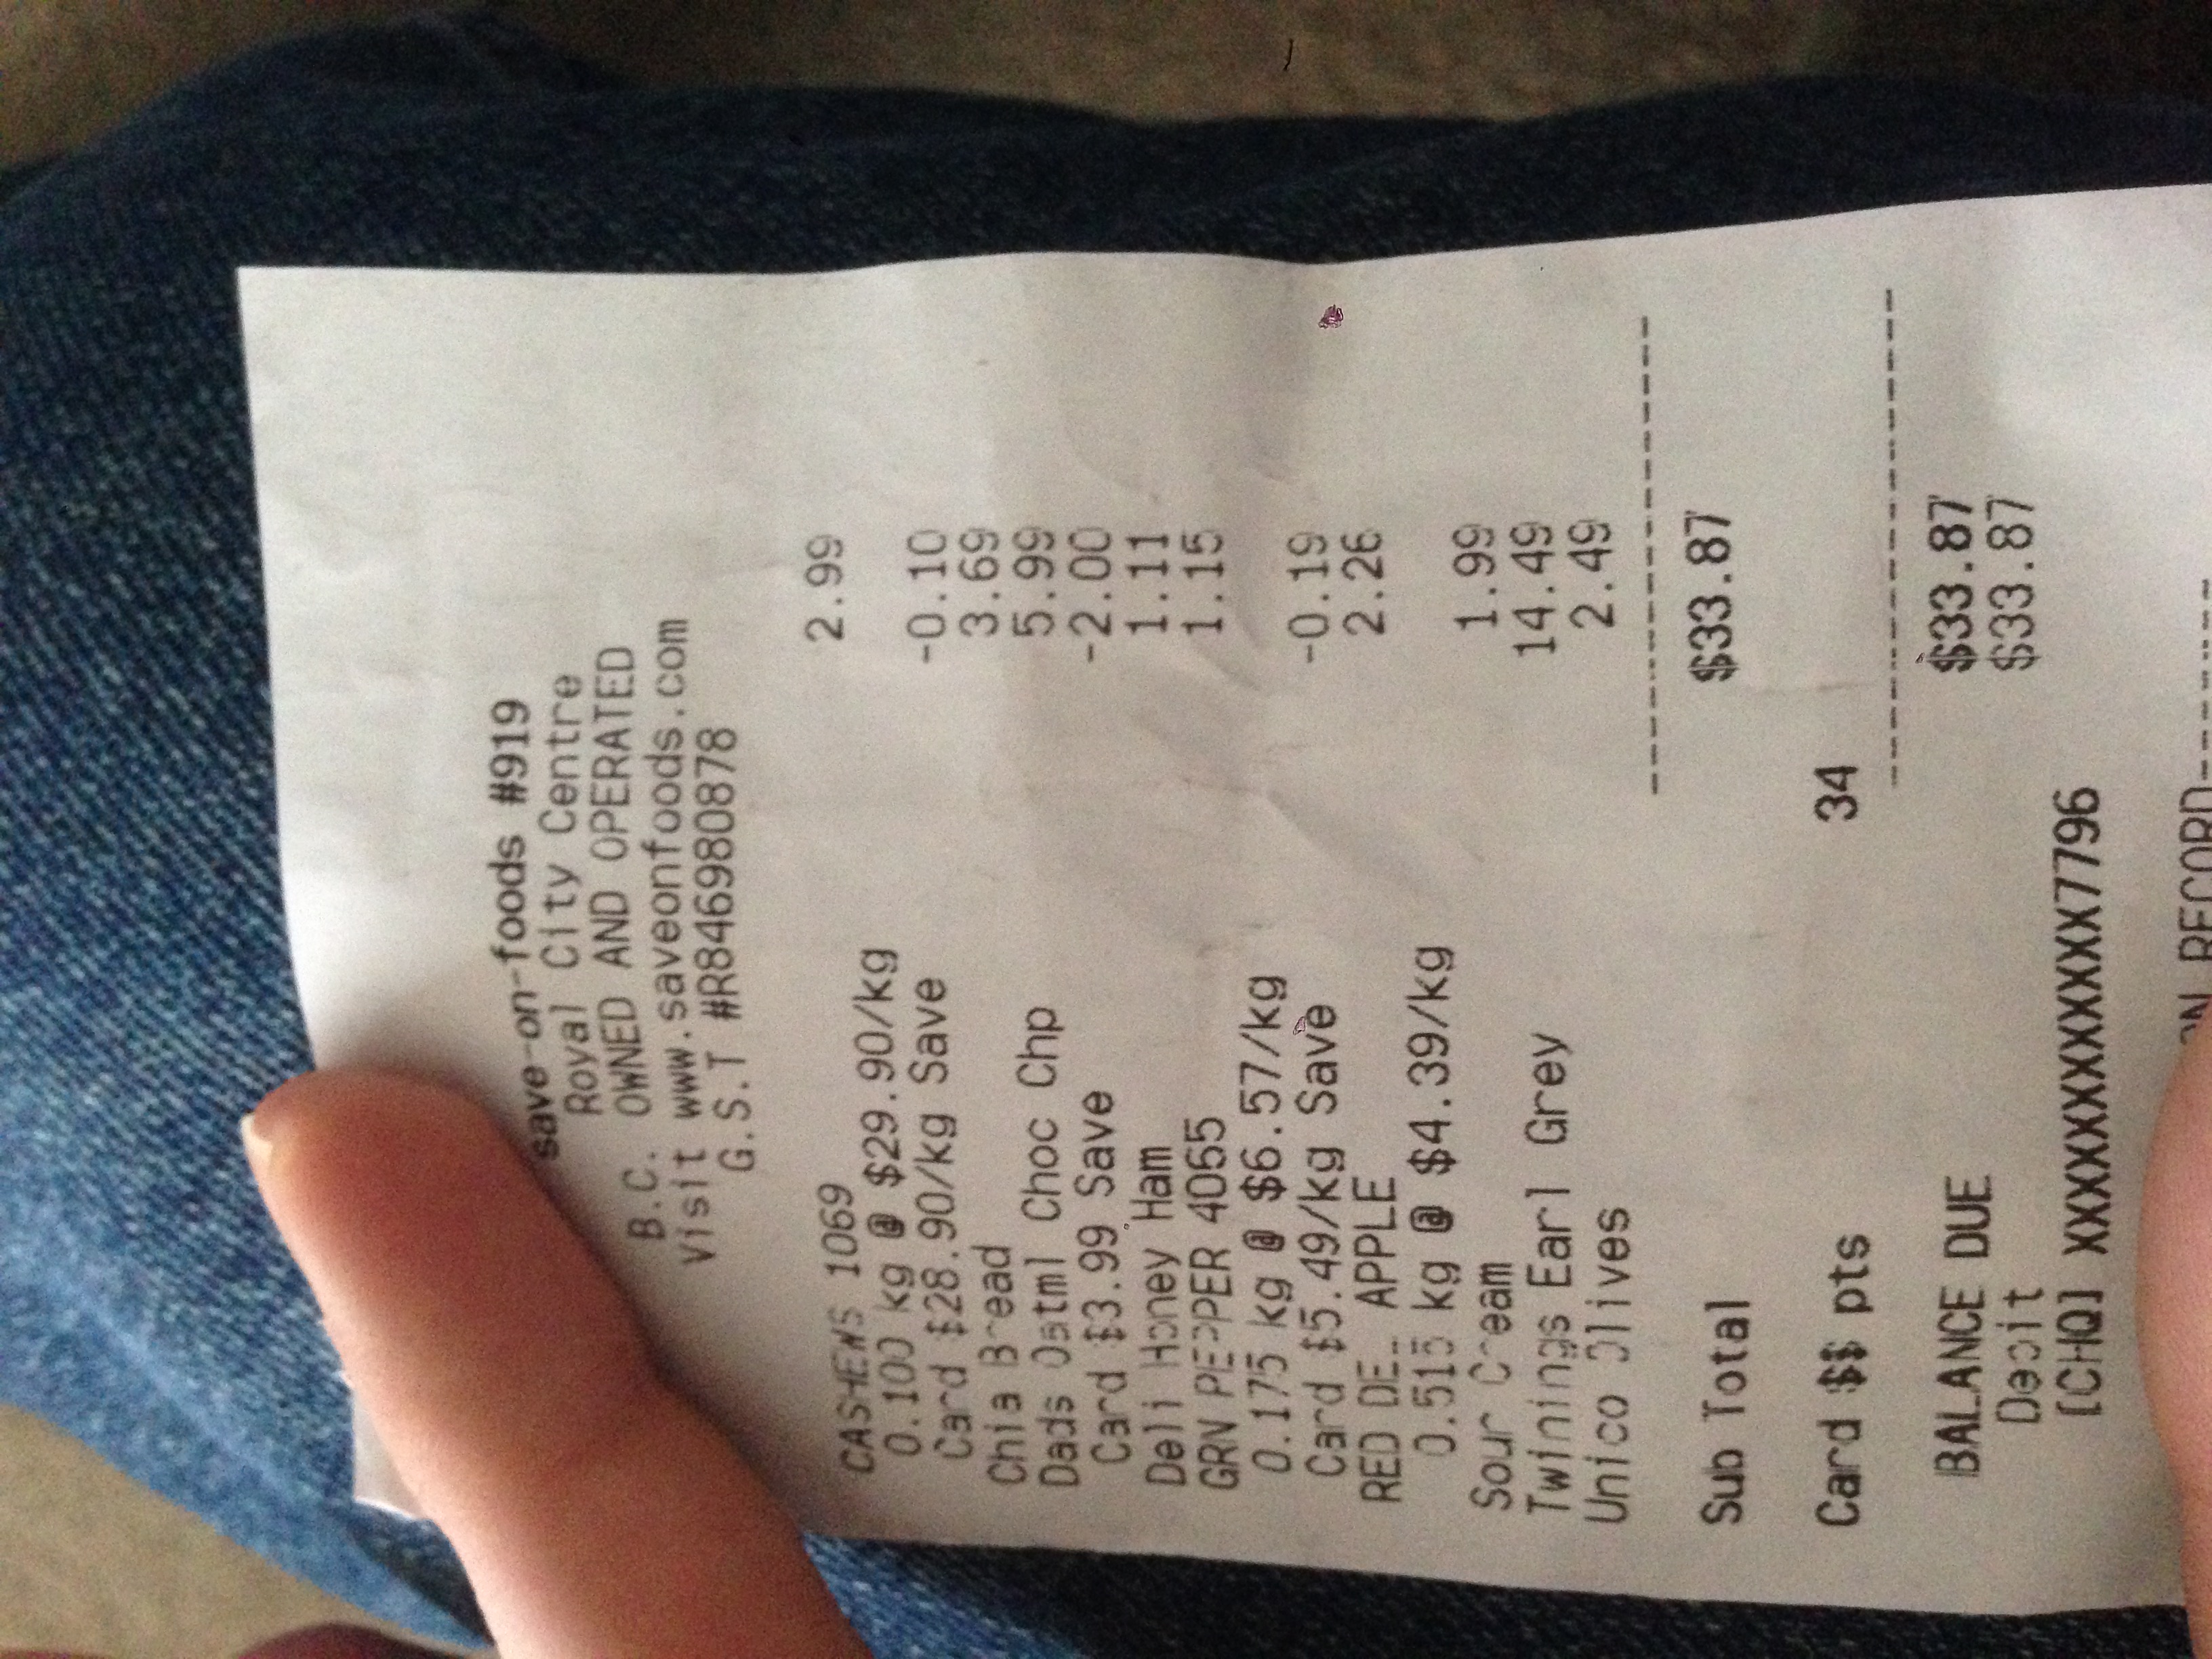 save-on-foods #919
Royal City Centre
B.C. OWNED AND OPERATED
Visit www.saveonfoods.com
G.S.T #R846980878
CASHEWS 1069 2.99
0.100 kg @ $29.90/kg
Card $28.90/kg Save -0.10
Chia Bread 3.69
Dads Oatml Choc Chp 5.99
Card $3.99 Save -2.00
Deli Honey Ham 1.11
GRN PEPPER 4065 1.15
0.175 kg @ $6.57/kg
Card $5.49/kg Save -0.19
RED DEL APPLE 2.26
0.515 kg @ $4.39/kg
Sour Cream 1.99
Twinings Earl Grey 14.49
Unico Olives 2.49
Sub Total $33.87
Card $$ pts 34
BALANCE DUE $33.87
Debit $33.87
[CHQ] XXXXXXXXXXXX7796
RECORD